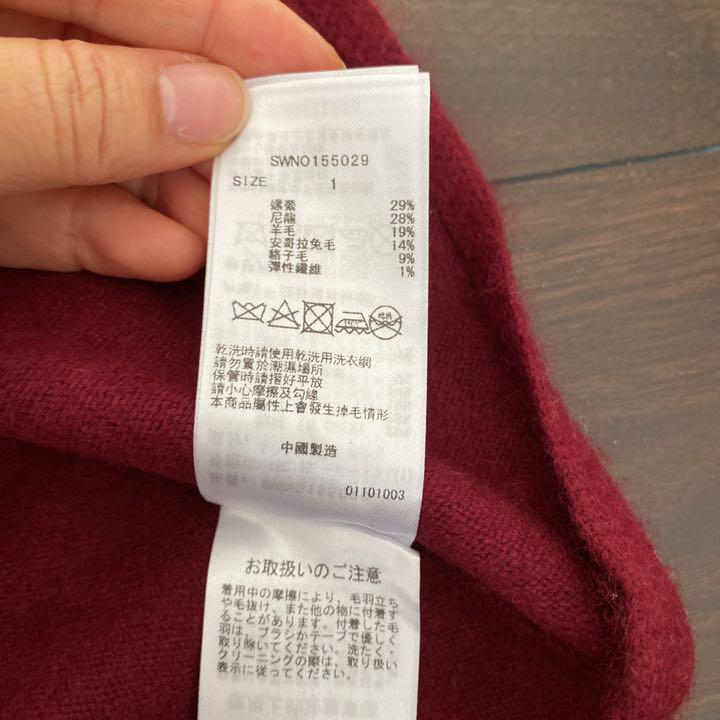 SWNO155029
SIZE 1
嫘縈 29%
尼龍 28%
羊毛 19%
安哥拉兔毛 14%
貉子毛 9%
彈性纖維 1%
乾洗時請使用乾洗用洗衣網
請勿置於潮濕場所
保管時請摺好平放
請小心摩擦及勾線
本商品屬性上會發生掉毛情形
中國製造
01101003
お取扱いのご注意
着用中の摩擦により、毛羽立ち
や毛抜け、また他の物に付着す
ることがあります。付着した毛
羽は、ブラシかテープで優しく
取り除いてください。洗たく・
クリーニングの際は、取り扱い
表示に従ってください。